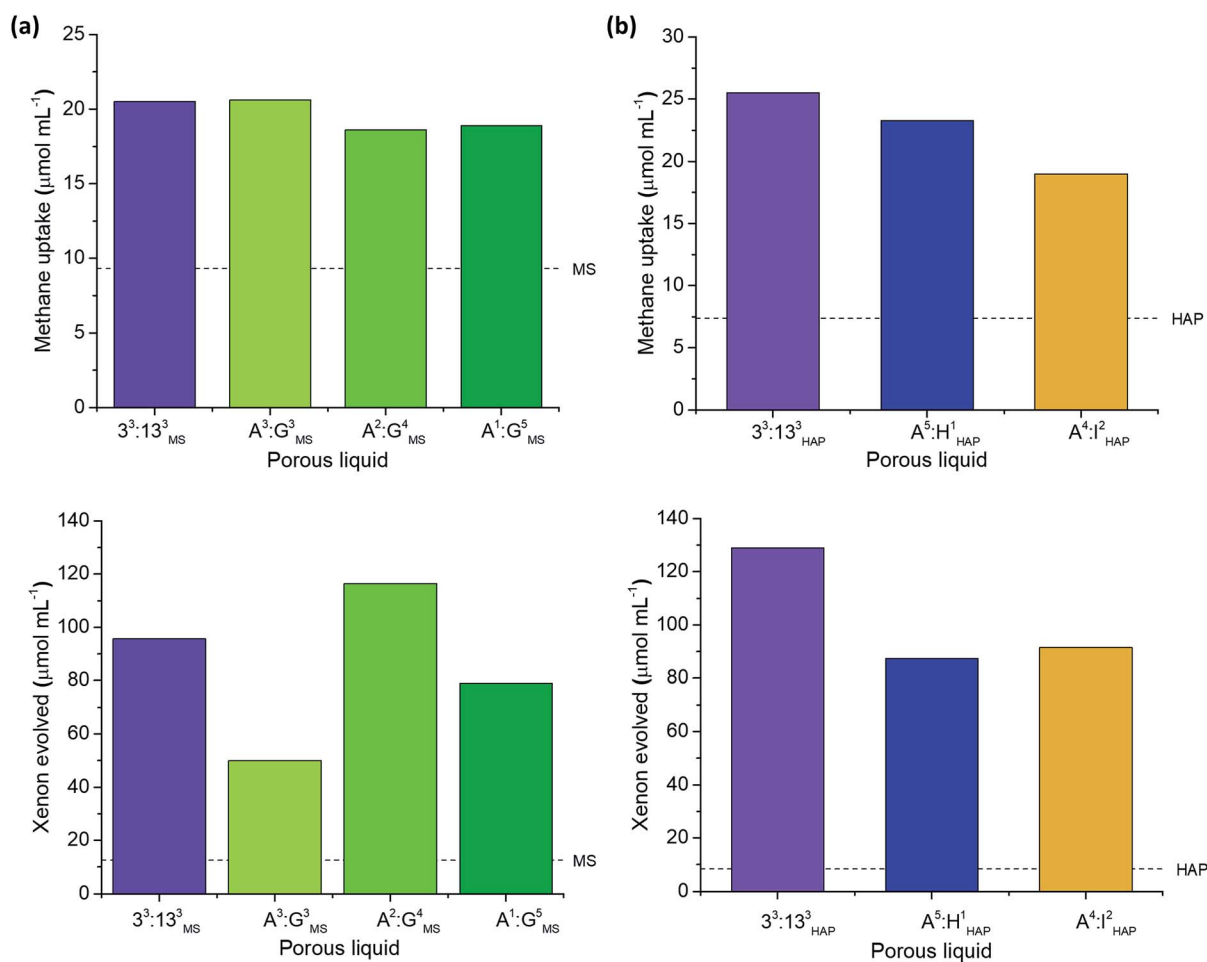 (a)
Methane uptake (μmol mL⁻¹)
25
20
15
10
5
0
MS
3³:13³MS
A³:G³MS
A²:G⁴MS
A¹:G⁵MS
Porous liquid
(b)
Methane uptake (μmol mL⁻¹)
30
25
20
15
10
5
0
HAP
3³:13³HAP
A⁵:H¹HAP
A⁴:I²HAP
Porous liquid
Xenon evolved (μmol mL⁻¹)
140
120
100
80
60
40
20
0
MS
3³:13³MS
A³:G³MS
A²:G⁴MS
A¹:G⁵MS
Porous liquid
Xenon evolved (μmol mL⁻¹)
140
120
100
80
60
40
20
0
HAP
3³:13³HAP
A⁵:H¹HAP
A⁴:I²HAP
Porous liquid